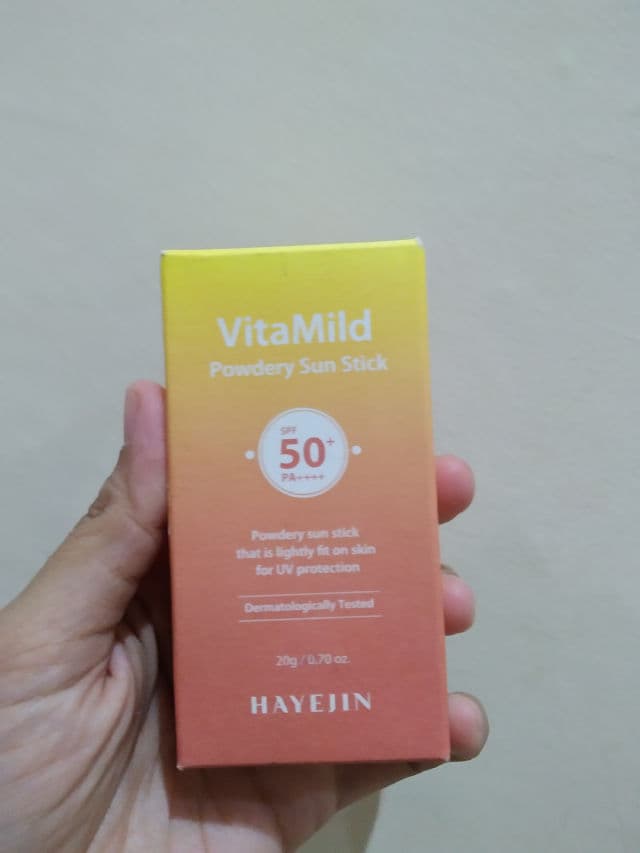 VitaMild
Powdery Sun Stick
SPF
50+
PA++++
Powdery sun stick
that is lightly fit on skin
for UV protection
Dermatologically Tested
20g / 0.70 oz.
HAYEJIN